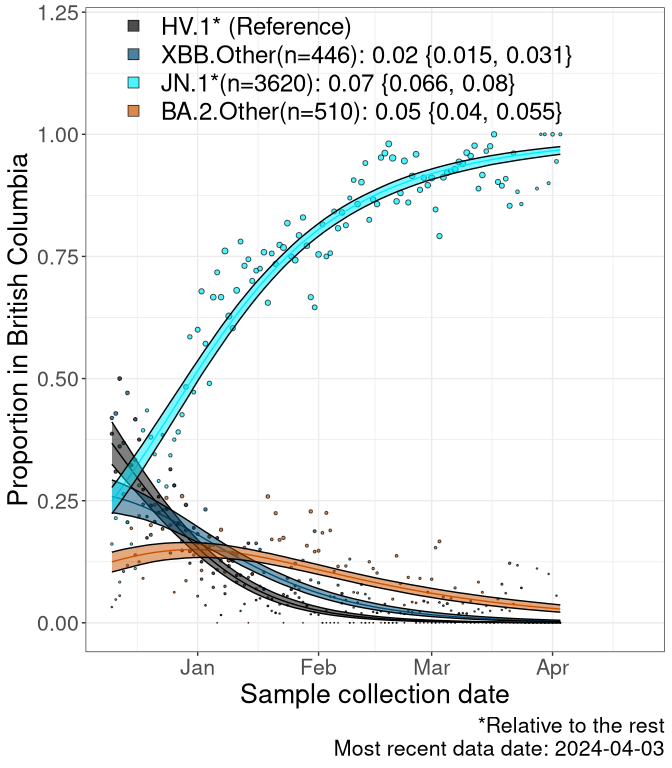 HV.1* (Reference)
XBB.Other(n=446): 0.02 {0.015, 0.031}
JN.1*(n=3620): 0.07 {0.066, 0.08}
BA.2.Other(n=510): 0.05 {0.04, 0.055}
1.25
1.00
0.75
0.50
0.25
0.00
Proportion in British Columbia
Jan Feb Mar Apr
Sample collection date
*Relative to the rest
Most recent data date: 2024-04-03